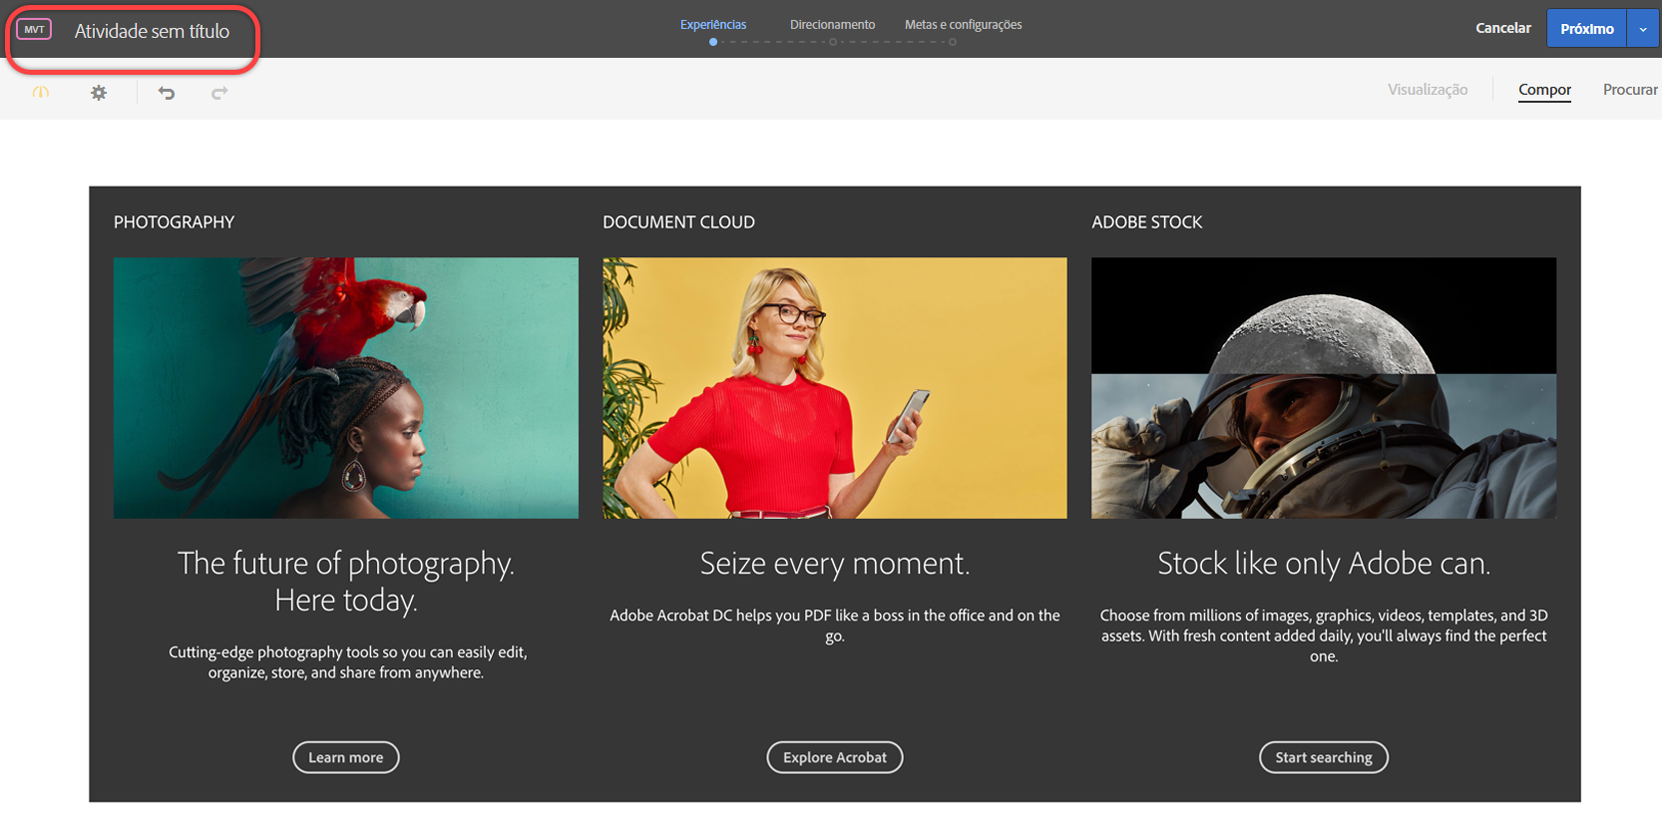 MVT Atividade sem título
Experiências Direcionamento Metas e configurações
Cancelar Próximo
Visualização Compor Procurar
PHOTOGRAPHY
The future of photography.
Here today.
Cutting-edge photography tools so you can easily edit,
organize, store, and share from anywhere.
Learn more
DOCUMENT CLOUD
Seize every moment.
Adobe Acrobat DC helps you PDF like a boss in the office and on the
go.
Explore Acrobat
ADOBE STOCK
Stock like only Adobe can.
Choose from millions of images, graphics, videos, templates, and 3D
assets. With fresh content added daily, you'll always find the perfect
one.
Start searching